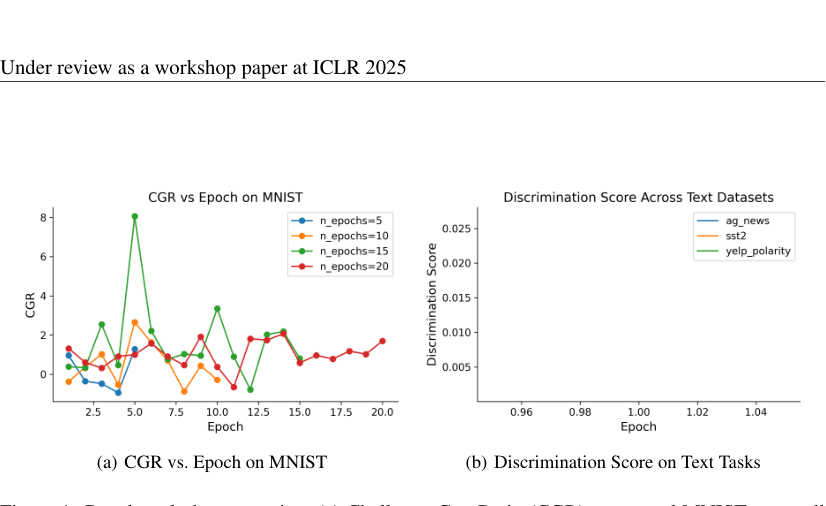 Under review as a workshop paper at ICLR 2025
CGR vs Epoch on MNIST
n_epochs=5
n_epochs=10
n_epochs=15
n_epochs=20
8
6
4
2
0
CGR
2.5 5.0 7.5 10.0 12.5 15.0 17.5 20.0
Epoch
(a) CGR vs. Epoch on MNIST
Discrimination Score Across Text Datasets
ag_news
sst2
yelp_polarity
0.025
0.020
0.015
0.010
0.005
Discrimination Score
0.96 0.98 1.00 1.02 1.04
Epoch
(b) Discrimination Score on Text Tasks